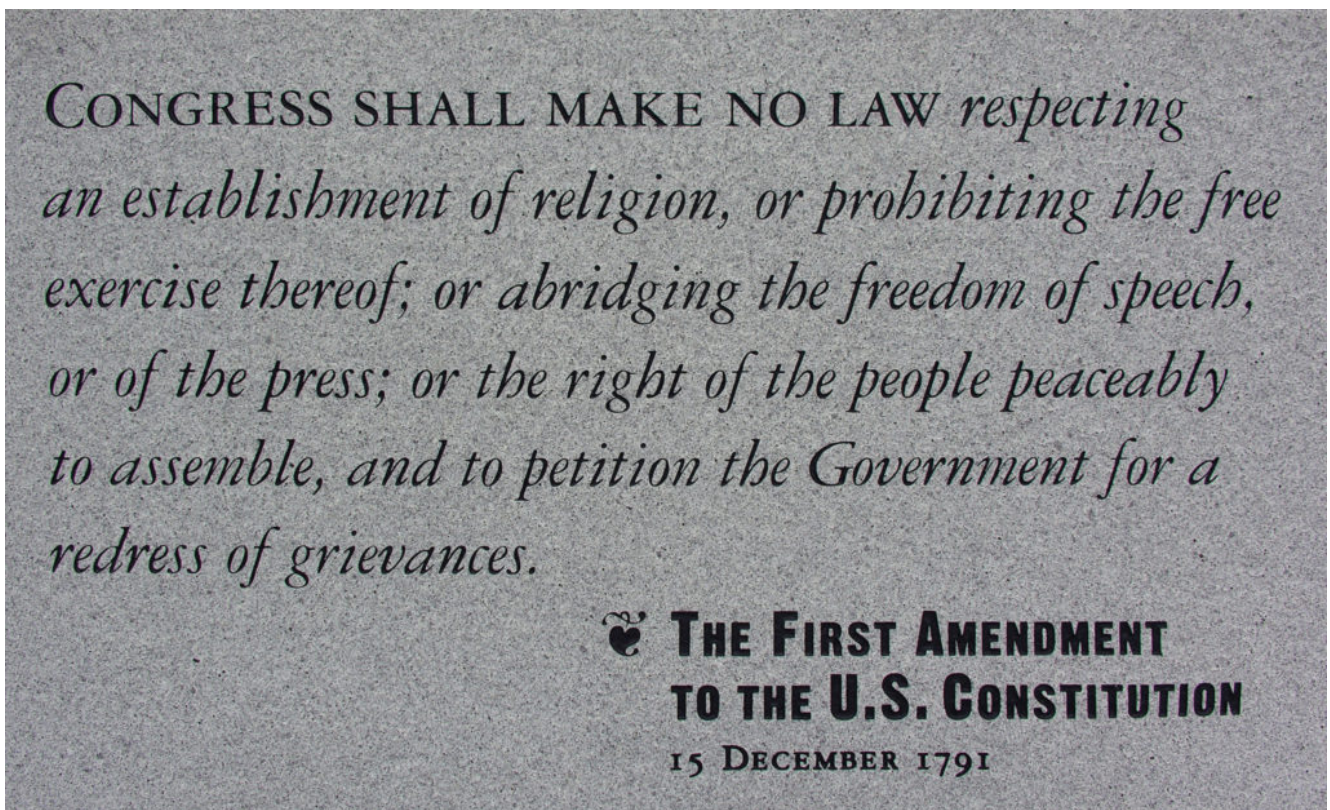 CONGRESS SHALL MAKE NO LAW respecting
an establishment of religion, or prohibiting the free
exercise thereof; or abridging the freedom of speech,
or of the press; or the right of the people peaceably
to assemble, and to petition the Government for a
redress of grievances.
❦ THE FIRST AMENDMENT
TO THE U.S. CONSTITUTION
15 DECEMBER 1791